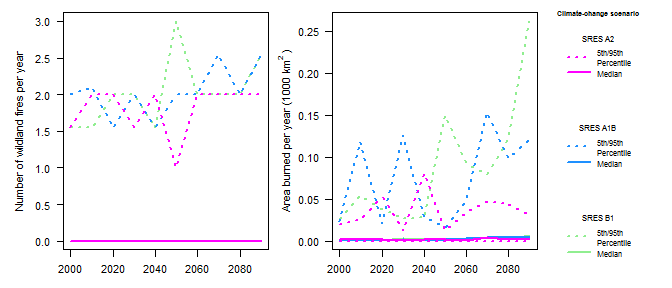 Number of wildland fires per year
3.0
2.5
2.0
1.5
1.0
0.5
0.0
2000
2020
2040
2060
2080
Area burned per year (1000 km²)
0.25
0.20
0.15
0.10
0.05
0.00
2000
2020
2040
2060
2080
Climate-change scenario
SRES A2
5th/95th
Percentile
Median
SRES A1B
5th/95th
Percentile
Median
SRES B1
5th/95th
Percentile
Median